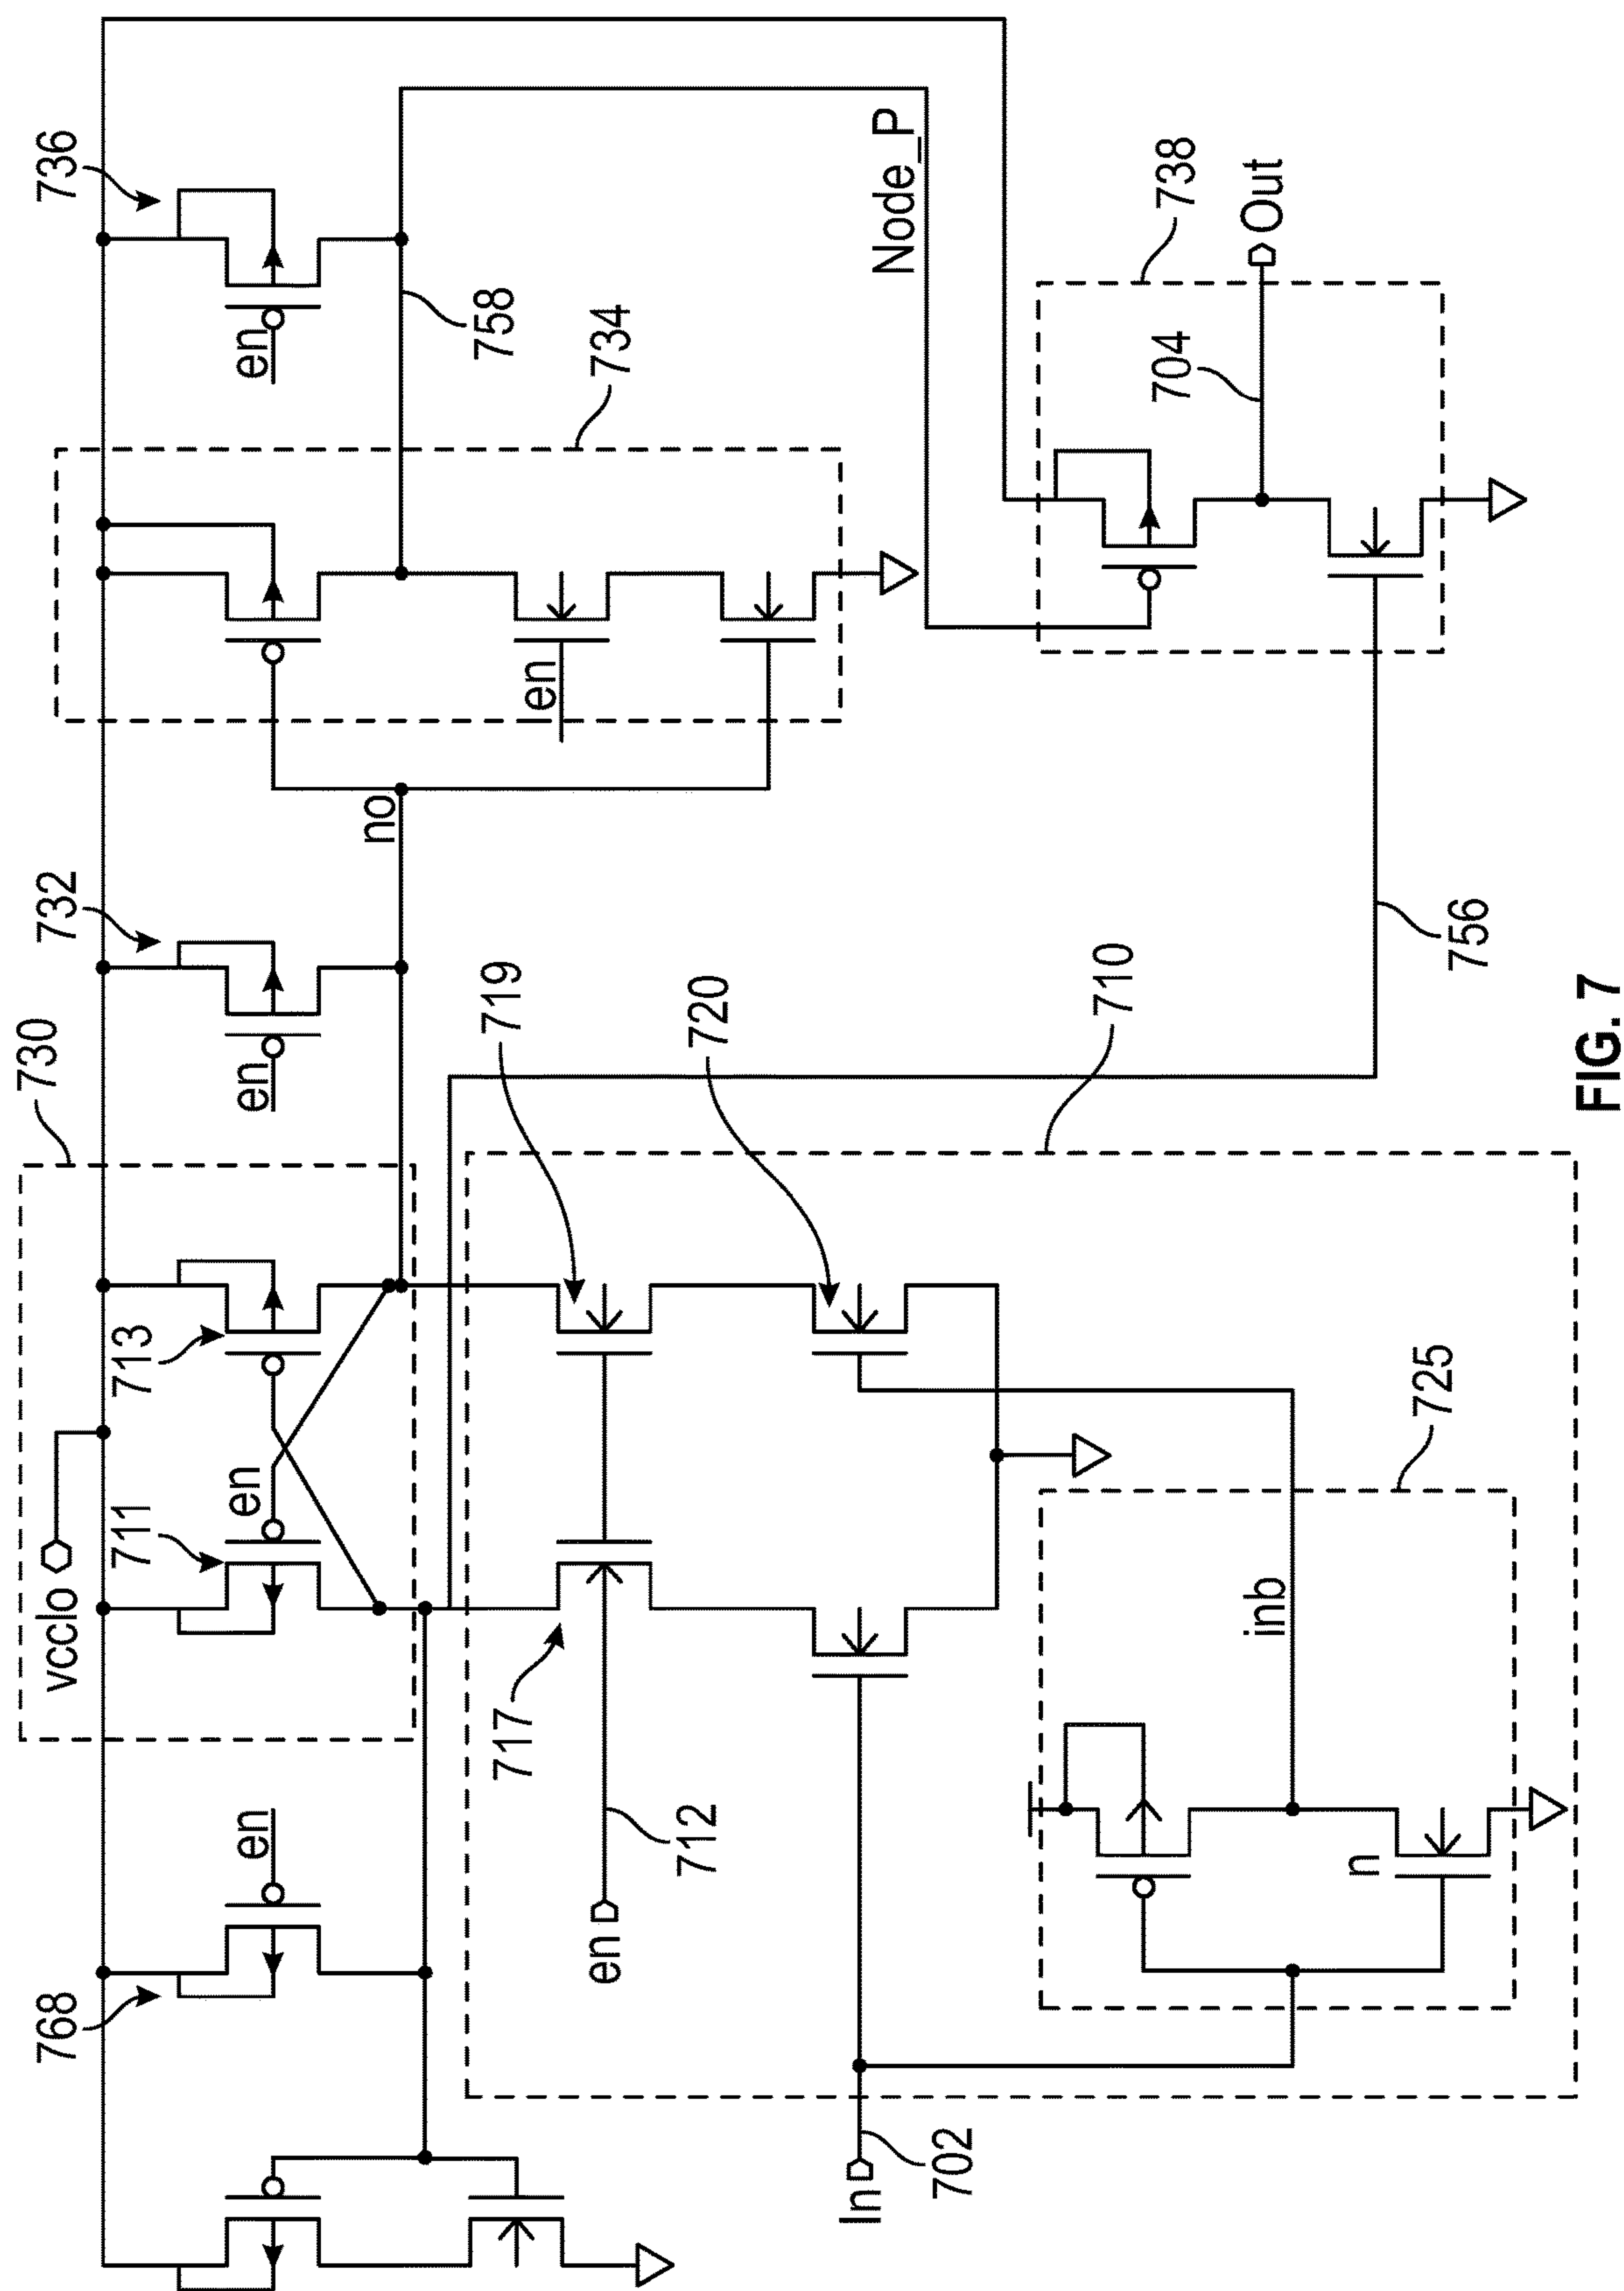 730
732
736
vcclo
711
713
768
en
en
en
en
no
758
734
en
Node_P
719
720
717
712
en
710
738
704
Out
In
702
inb
725
n
756
FIG. 7